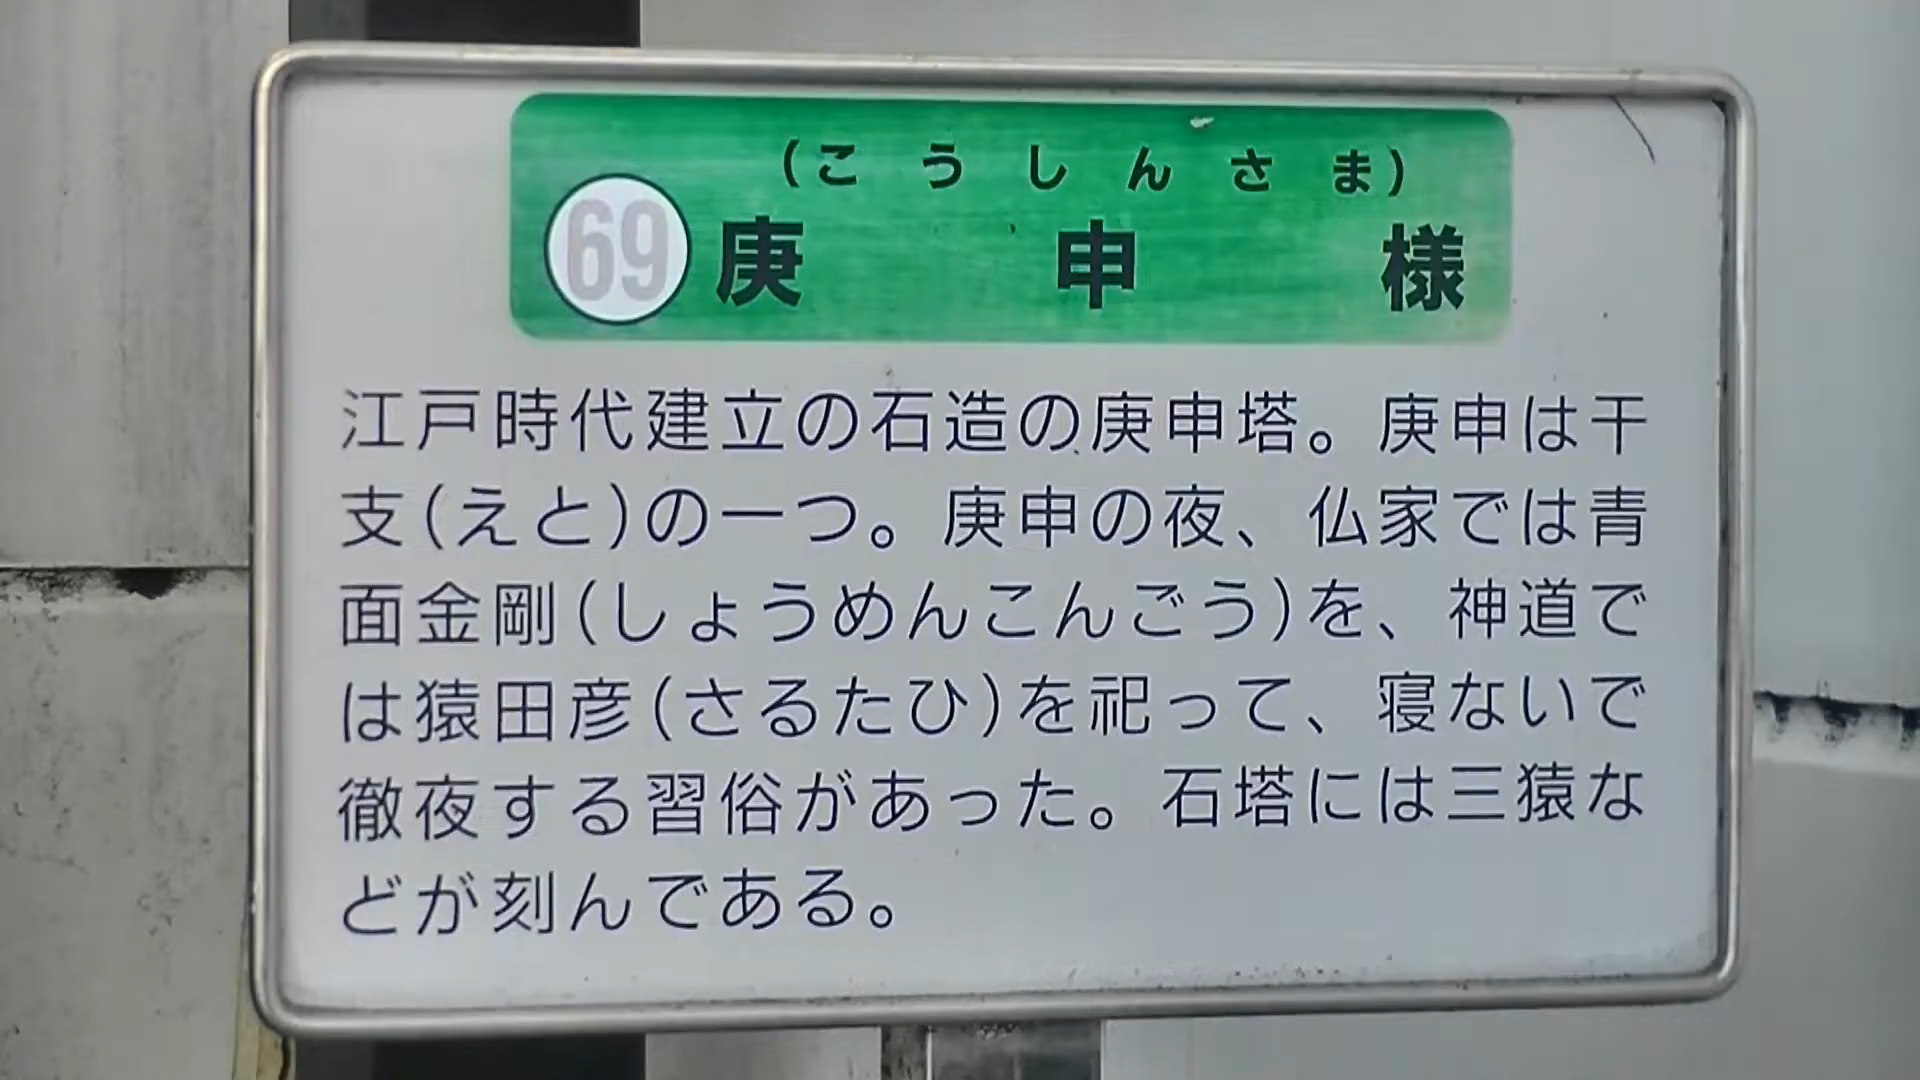 (こうしんさま)
69 庚申様
江戸時代建立の石造の庚申塔。庚申は干
支(えと)の一つ。庚申の夜、仏家では青
面金剛(しょうめんこんごう)を、神道で
は猿田彦(さるたひ)を祀って、寝ないで
徹夜する習俗があった。石塔には三猿な
どが刻んである。